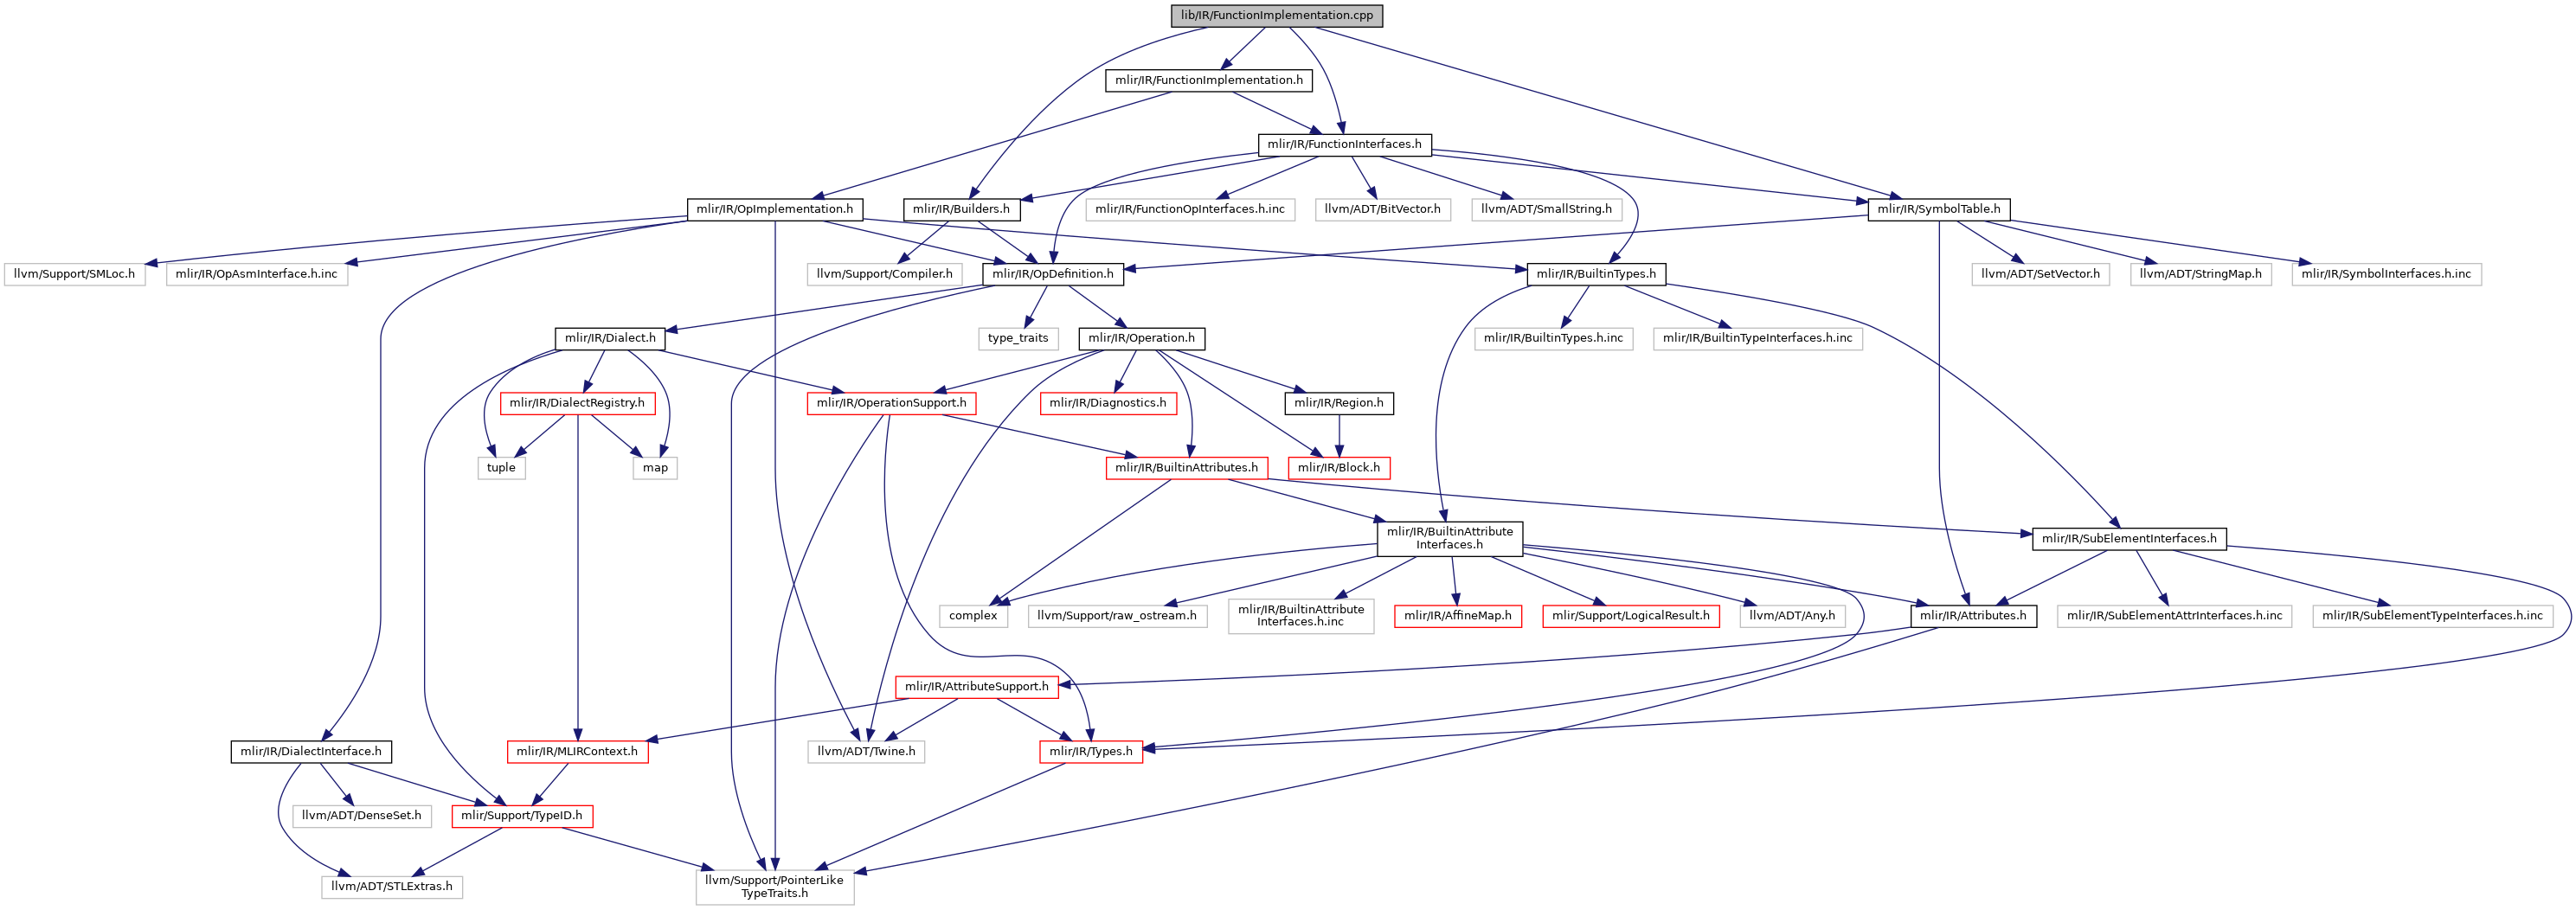 lib/IR/FunctionImplementation.cpp
mlir/IR/FunctionImplementation.h
mlir/IR/FunctionInterfaces.h
mlir/IR/OpImplementation.h
mlir/IR/Builders.h
mlir/IR/FunctionOpInterfaces.h.inc
llvm/ADT/BitVector.h
llvm/ADT/SmallString.h
mlir/IR/SymbolTable.h
llvm/Support/SMLoc.h
mlir/IR/OpAsmInterface.h.inc
llvm/Support/Compiler.h
mlir/IR/OpDefinition.h
mlir/IR/BuiltinTypes.h
llvm/ADT/SetVector.h
llvm/ADT/StringMap.h
mlir/IR/SymbolInterfaces.h.inc
mlir/IR/Dialect.h
type_traits
mlir/IR/Operation.h
mlir/IR/BuiltinTypes.h.inc
mlir/IR/BuiltinTypeInterfaces.h.inc
mlir/IR/DialectRegistry.h
mlir/IR/OperationSupport.h
mlir/IR/Diagnostics.h
mlir/IR/Region.h
tuple
map
mlir/IR/BuiltinAttributes.h
mlir/IR/Block.h
mlir/IR/BuiltinAttribute
Interfaces.h
mlir/IR/SubElementInterfaces.h
complex
llvm/Support/raw_ostream.h
mlir/IR/BuiltinAttribute
Interfaces.h.inc
mlir/IR/AffineMap.h
mlir/Support/LogicalResult.h
llvm/ADT/Any.h
mlir/IR/Attributes.h
mlir/IR/SubElementAttrInterfaces.h.inc
mlir/IR/SubElementTypeInterfaces.h.inc
mlir/IR/AttributeSupport.h
mlir/IR/DialectInterface.h
mlir/IR/MLIRContext.h
llvm/ADT/Twine.h
mlir/IR/Types.h
llvm/ADT/DenseSet.h
mlir/Support/TypeID.h
llvm/ADT/STLExtras.h
llvm/Support/PointerLike
TypeTraits.h